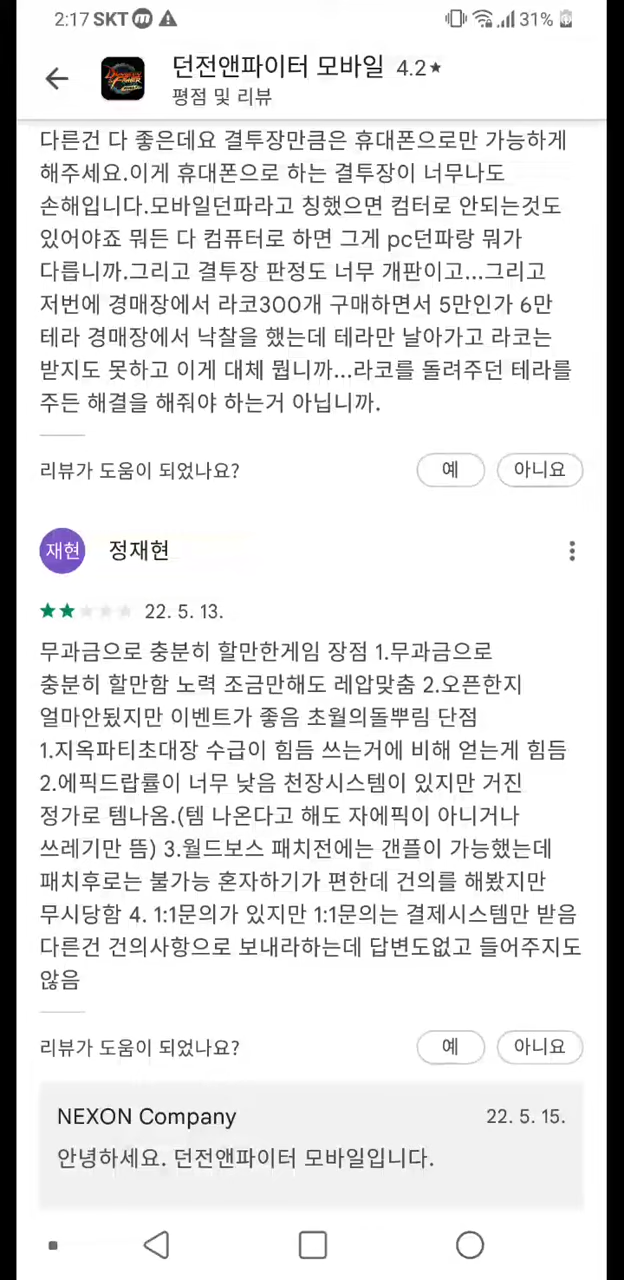 2:17 SKT 31%
던전앤파이터 모바일 4.2★
평점 및 리뷰
다른건 다 좋은데요 결투장만큼은 휴대폰으로만 가능하게
해주세요.이게 휴대폰으로 하는 결투장이 너무나도
손해입니다.모바일던파라고 칭했으면 컴터로 안되는것도
있어야죠 뭐든 다 컴퓨터로 하면 그게 pc던파랑 뭐가
다릅니까.그리고 결투장 판정도 너무 개판이고...그리고
저번에 경매장에서 라코300개 구매하면서 5만인가 6만
테라 경매장에서 낙찰을 했는데 테라만 날아가고 라코는
받지도 못하고 이게 대체 뭡니까...라코를 돌려주던 테라를
주든 해결을 해줘야 하는거 아닙니까.
리뷰가 도움이 되었나요? 예 아니요
재현 정재현
22. 5. 13.
무과금으로 충분히 할만한게임 장점 1.무과금으로
충분히 할만함 노력 조금만해도 레압맞춤 2.오픈한지
얼마안됬지만 이벤트가 좋음 초월의돌뿌림 단점
1.지옥파티초대장 수급이 힘듬 쓰는거에 비해 얻는게 힘듬
2.에픽드랍률이 너무 낮음 천장시스템이 있지만 거진
정가로 템나옴.(템 나온다고 해도 자에픽이 아니거나
쓰레기만 뜸) 3.월드보스 패치전에는 갠플이 가능했는데
패치후로는 불가능 혼자하기가 편한데 건의를 해봤지만
무시당함 4. 1:1문의가 있지만 1:1문의는 결제시스템만 받음
다른건 건의사항으로 보내라하는데 답변도없고 들어주지도
않음
리뷰가 도움이 되었나요? 예 아니요
NEXON Company 22. 5. 15.
안녕하세요. 던전앤파이터 모바일입니다.